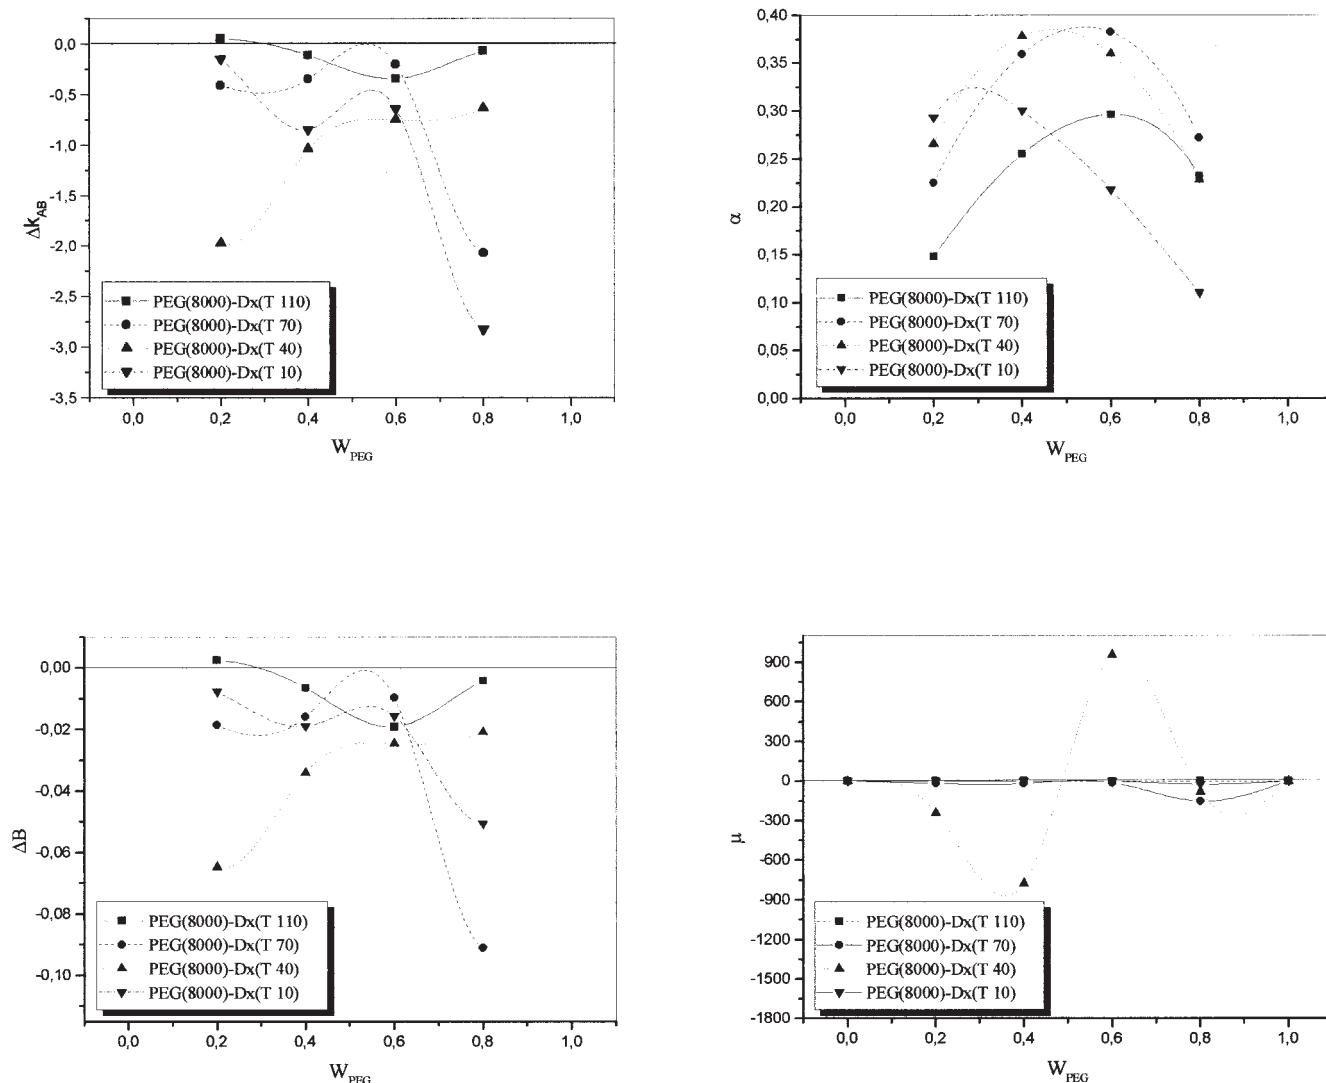 0,0
-0,5
-1,0
-1,5
-2,0
-2,5
-3,0
-3,5
Δk_AB
PEG(8000)-Dx(T 110)
PEG(8000)-Dx(T 70)
PEG(8000)-Dx(T 40)
PEG(8000)-Dx(T 10)
0,0 0,2 0,4 0,6 0,8 1,0
W_PEG
0,40
0,35
0,30
0,25
0,20
0,15
0,10
0,05
0,00
α
PEG(8000)-Dx(T 110)
PEG(8000)-Dx(T 70)
PEG(8000)-Dx(T 40)
PEG(8000)-Dx(T 10)
0,0 0,2 0,4 0,6 0,8 1,0
W_PEG
0,00
-0,02
-0,04
-0,06
-0,08
-0,10
ΔB
PEG(8000)-Dx(T 110)
PEG(8000)-Dx(T 70)
PEG(8000)-Dx(T 40)
PEG(8000)-Dx(T 10)
0,0 0,2 0,4 0,6 0,8 1,0
W_PEG
900
600
300
0
-300
-600
-900
-1200
-1500
-1800
μ
PEG(8000)-Dx(T 110)
PEG(8000)-Dx(T 70)
PEG(8000)-Dx(T 40)
PEG(8000)-Dx(T 10)
0,0 0,2 0,4 0,6 0,8 1,0
W_PEG